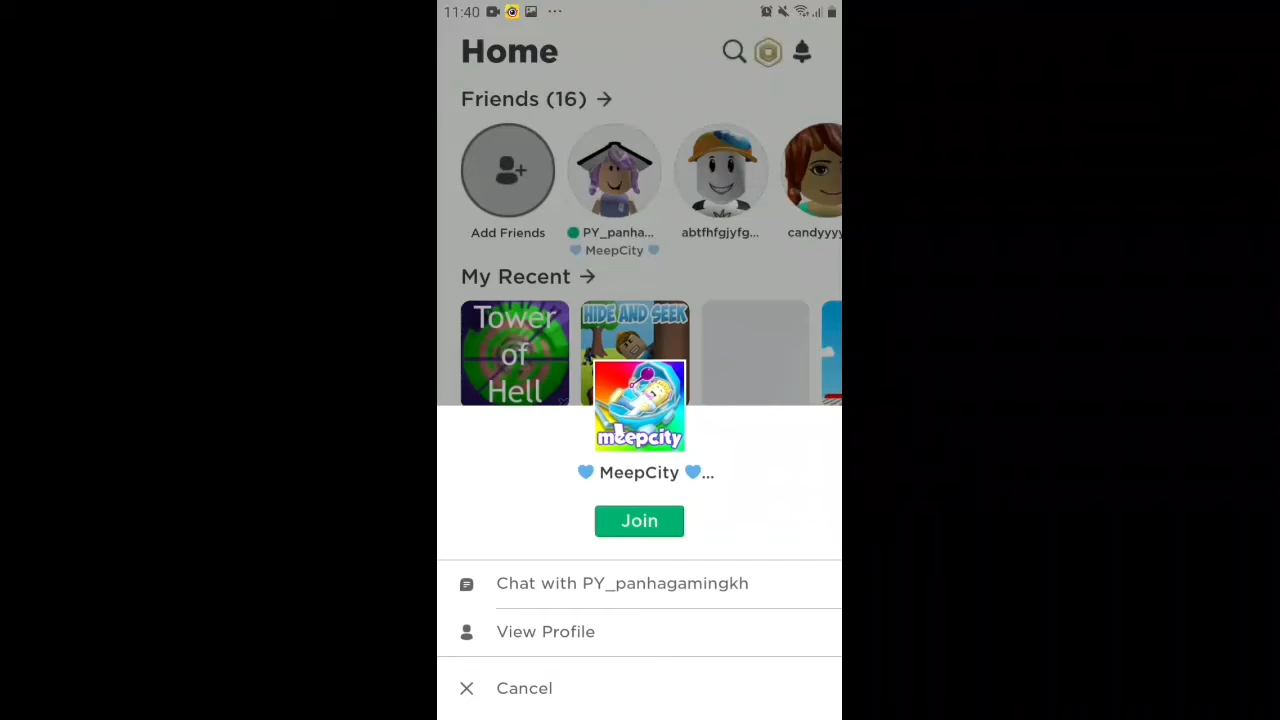 11:40
Home
Friends (16)
Add Friends
PY_panha...
MeepCity
abtfhfgjyfg...
candyyyy
My Recent
Tower
of
Hell
HIDE AND SEEK
meepcity
💙 MeepCity 💙...
Join
Chat with PY_panhagamingkh
View Profile
Cancel